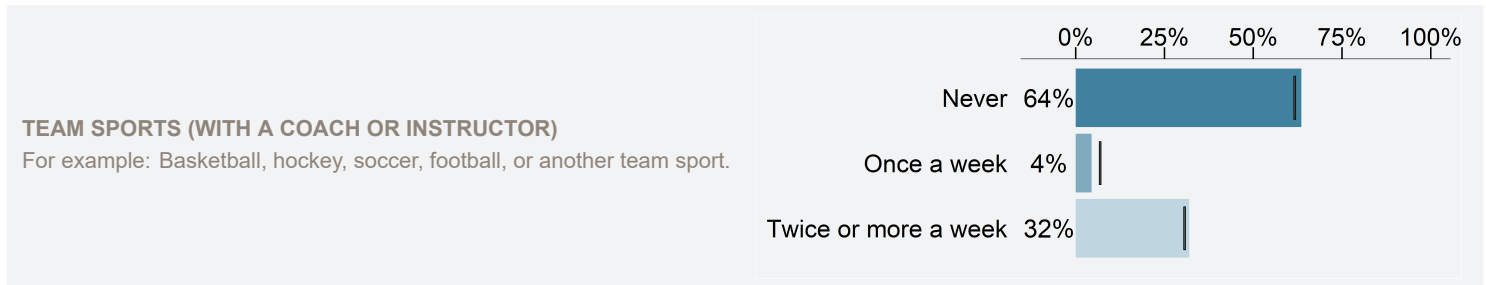 TEAM SPORTS (WITH A COACH OR INSTRUCTOR)
For example: Basketball, hockey, soccer, football, or another team sport.
0% 25% 50% 75% 100%
Never 64%
Once a week 4%
Twice or more a week 32%